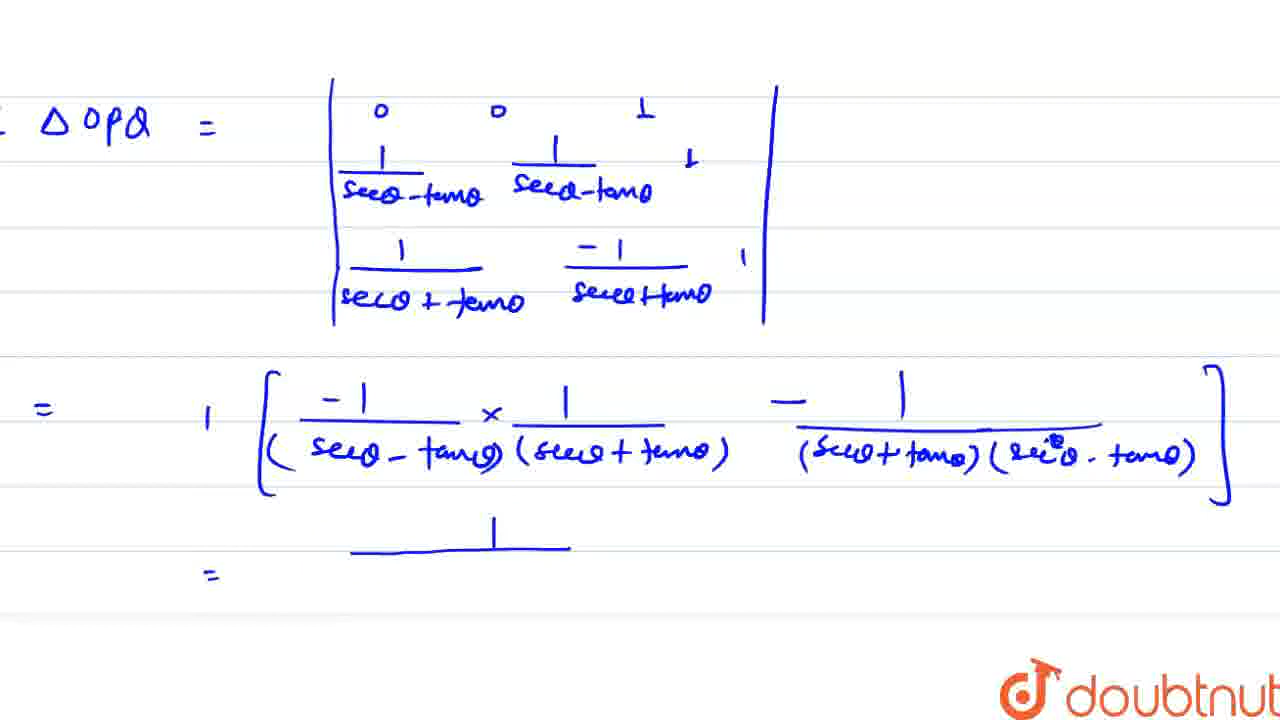 Δ OPQ = | 0 0 1 |
| 1/(secθ - tanθ) 1/(secθ - tanθ) 1 |
| 1/(secθ + tanθ) -1/(secθ + tanθ) 1 |
= 1 [ -1/(secθ - tanθ) × 1/(secθ + tanθ) - 1/((secθ + tanθ)(secθ - tanθ)) ]
= 1/
doubtnut